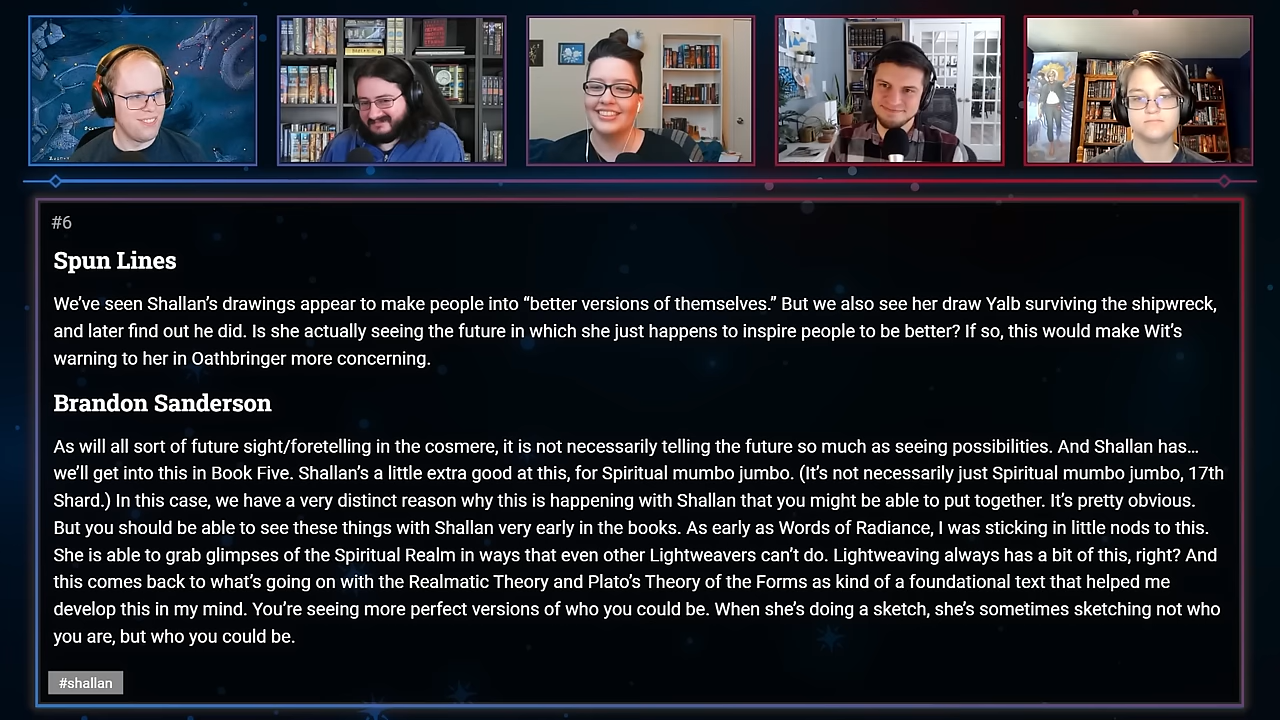 #6
Spun Lines
We’ve seen Shallan’s drawings appear to make people into “better versions of themselves.” But we also see her draw Yalb surviving the shipwreck,
and later find out he did. Is she actually seeing the future in which she just happens to inspire people to be better? If so, this would make Wit’s
warning to her in Oathbringer more concerning.
Brandon Sanderson
As will all sort of future sight/foretelling in the cosmere, it is not necessarily telling the future so much as seeing possibilities. And Shallan has…
we’ll get into this in Book Five. Shallan’s a little extra good at this, for Spiritual mumbo jumbo. (It’s not necessarily just Spiritual mumbo jumbo, 17th
Shard.) In this case, we have a very distinct reason why this is happening with Shallan that you might be able to put together. It’s pretty obvious.
But you should be able to see these things with Shallan very early in the books. As early as Words of Radiance, I was sticking in little nods to this.
She is able to grab glimpses of the Spiritual Realm in ways that even other Lightweavers can’t do. Lightweaving always has a bit of this, right? And
this comes back to what’s going on with the Realmatic Theory and Plato’s Theory of the Forms as kind of a foundational text that helped me
develop this in my mind. You’re seeing more perfect versions of who you could be. When she’s doing a sketch, she’s sometimes sketching not who
you are, but who you could be.
#shallan